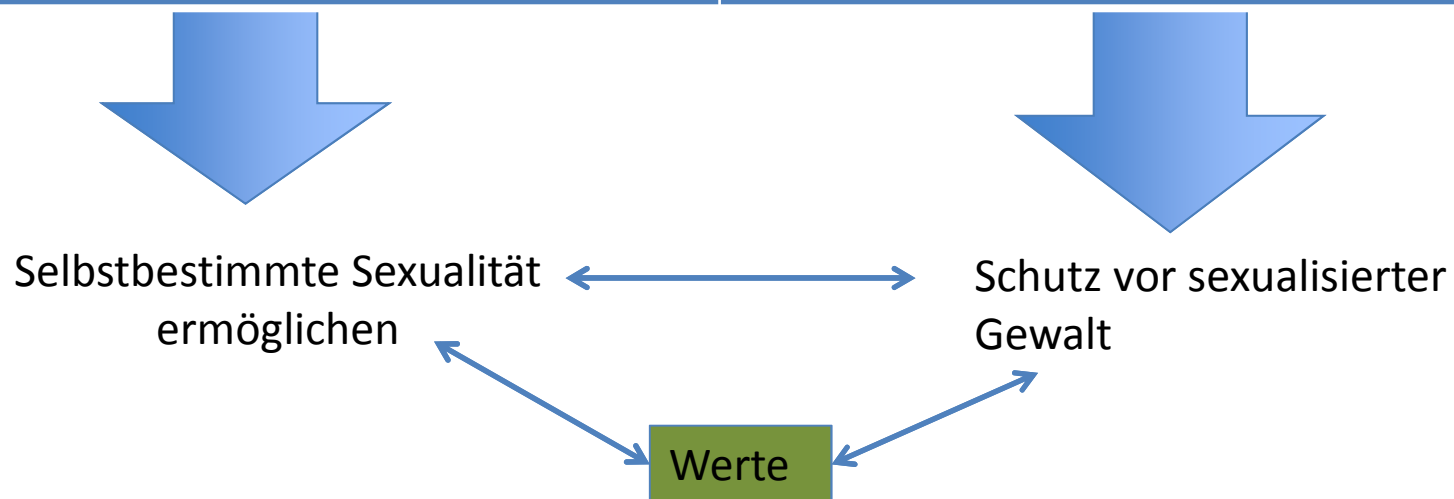 Selbstbestimmte Sexualität
ermöglichen
Schutz vor sexualisierter
Gewalt
Werte